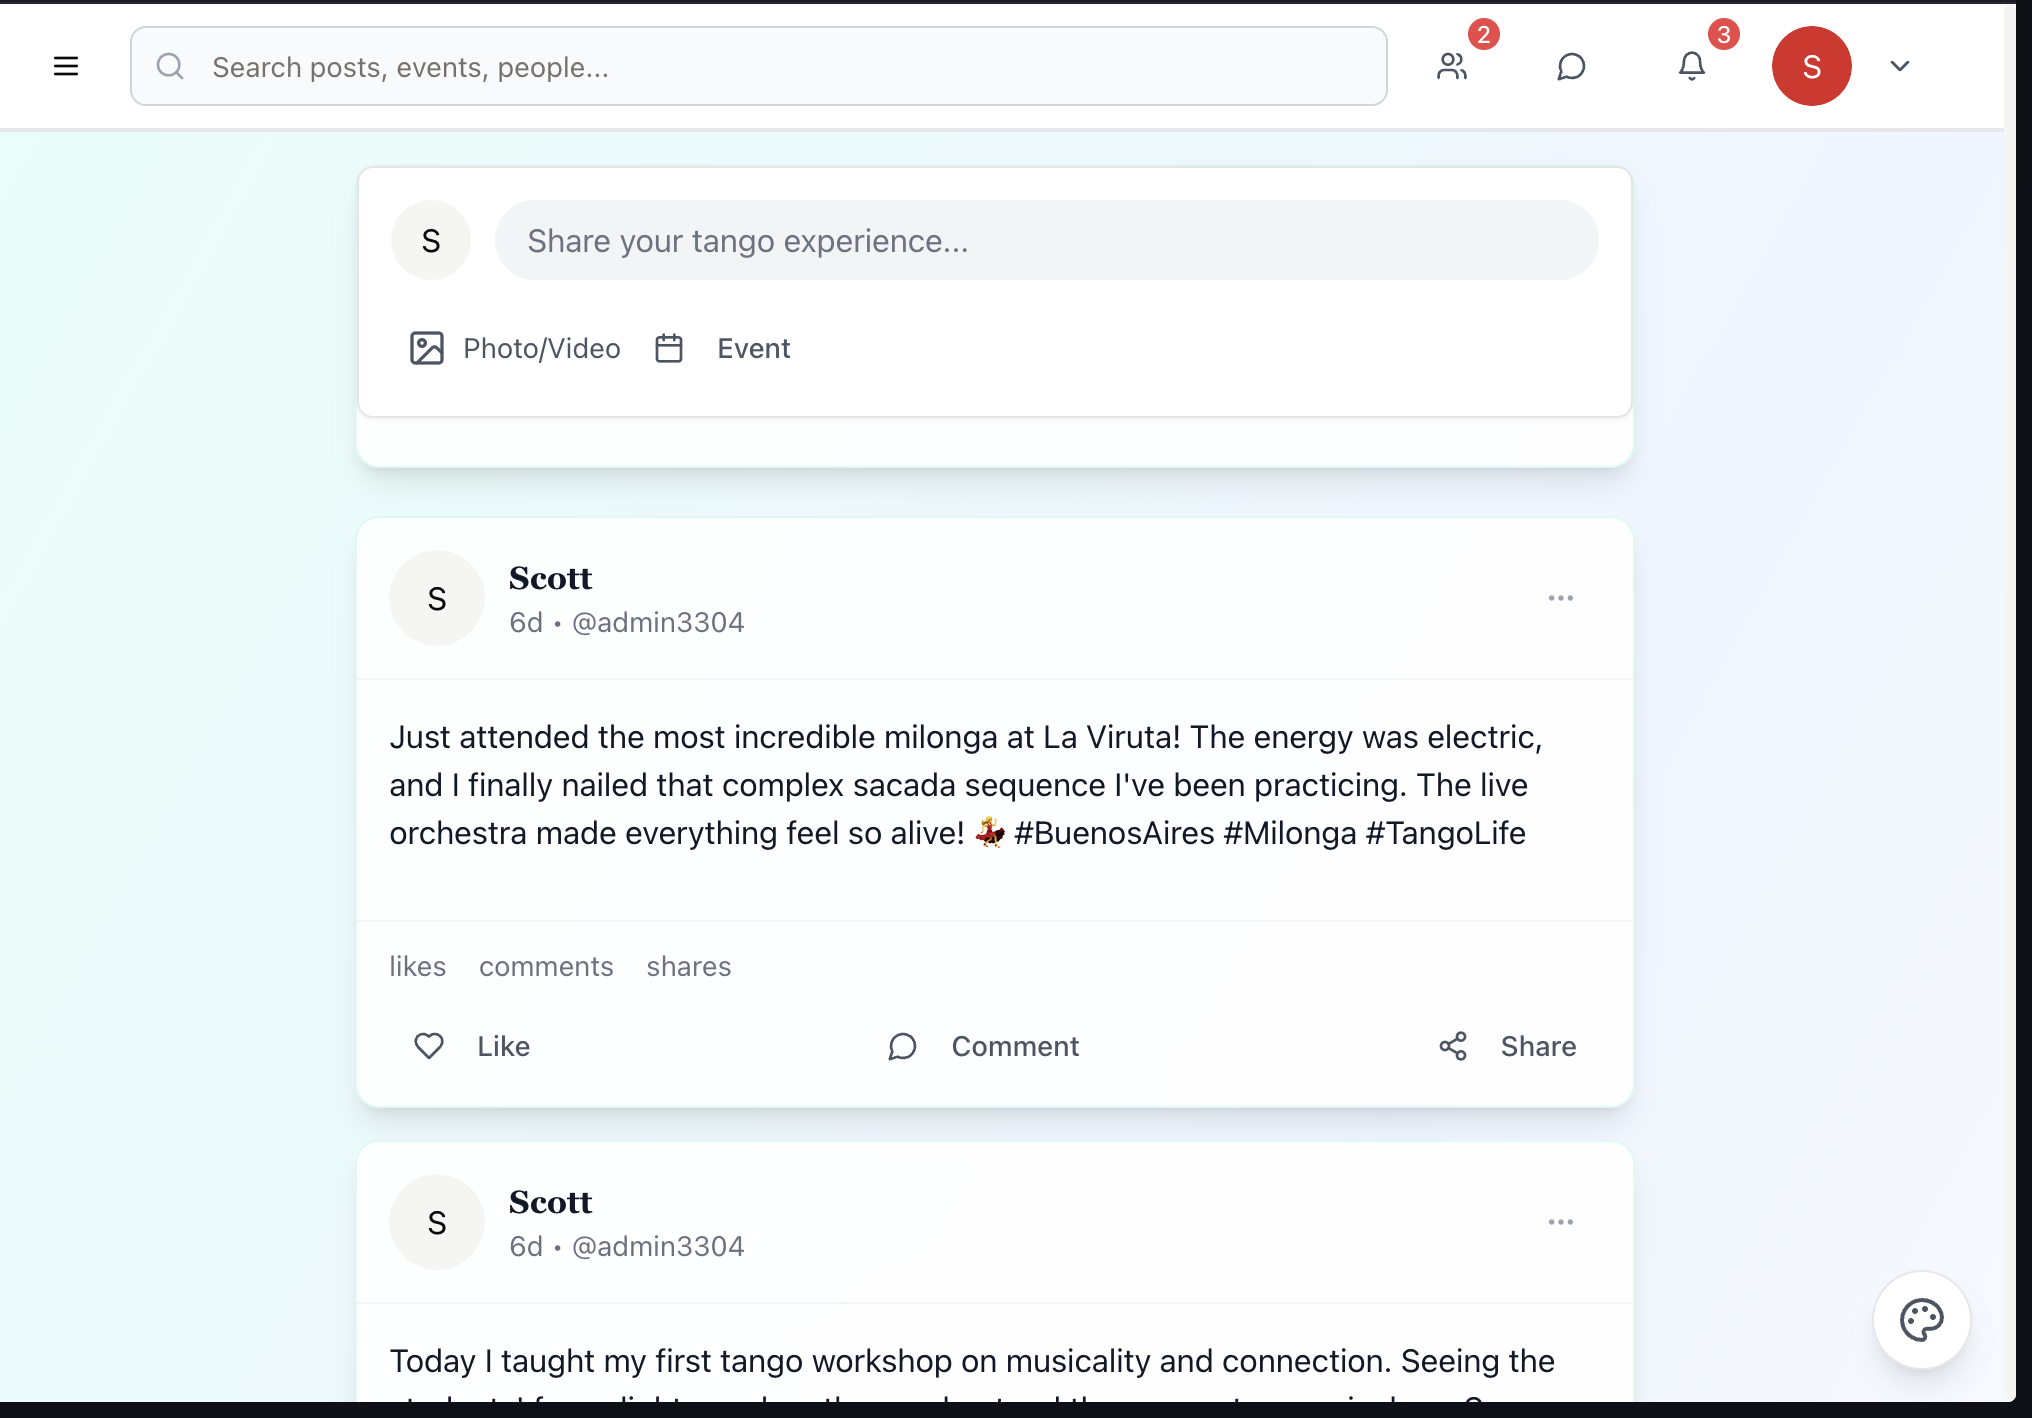 Search posts, events, people...
2
3
S
S
Share your tango experience...
Photo/Video
Event
S
Scott
6d • @admin3304
Just attended the most incredible milonga at La Viruta! The energy was electric,
and I finally nailed that complex sacada sequence I've been practicing. The live
orchestra made everything feel so alive! 💃 #BuenosAires #Milonga #TangoLife
likes comments shares
Like
Comment
Share
S
Scott
6d • @admin3304
Today I taught my first tango workshop on musicality and connection. Seeing the